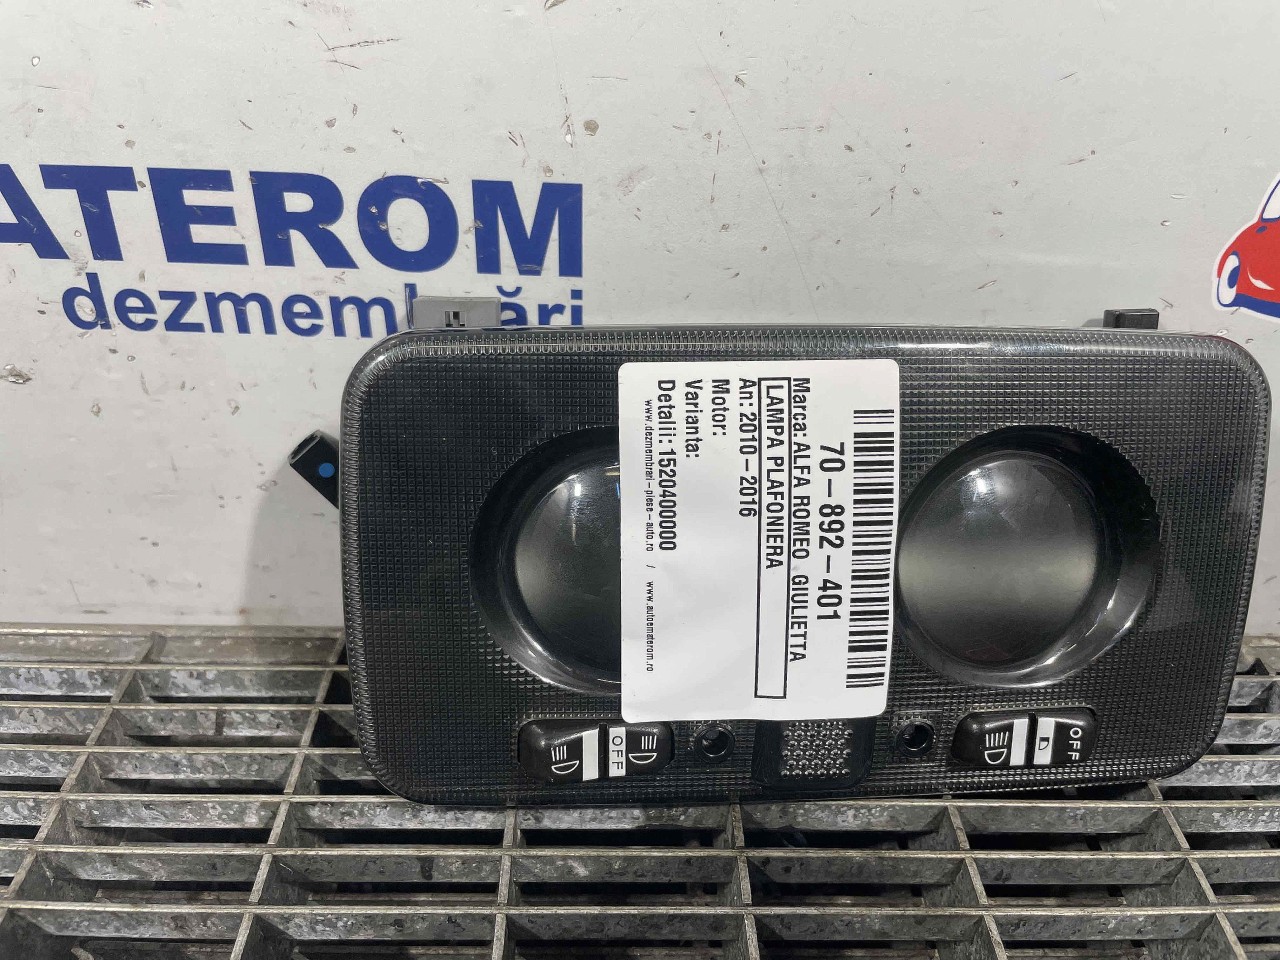 ATEROM
dezmembrări
70-892-401
Marca: ALFA ROMEO GIULIETTA
LAMPA PLAFONIERA
An: 2010-2016
Motor:
Varianta:
Detalii: 1520400000
www.dezmembrari-piese-auto.ro / www.autoematerom.ro
OFF
OFF